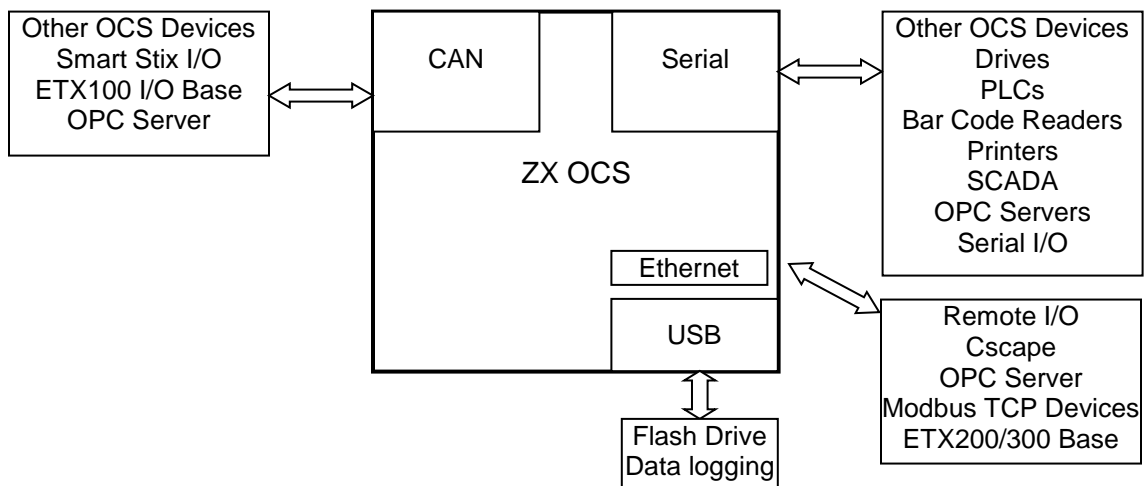 Other OCS Devices
Smart Stix I/O
ETX100 I/O Base
OPC Server
CAN
Serial
ZX OCS
Ethernet
USB
Other OCS Devices
Drives
PLCs
Bar Code Readers
Printers
SCADA
OPC Servers
Serial I/O
Remote I/O
Cscape
OPC Server
Modbus TCP Devices
ETX200/300 Base
Flash Drive
Data logging